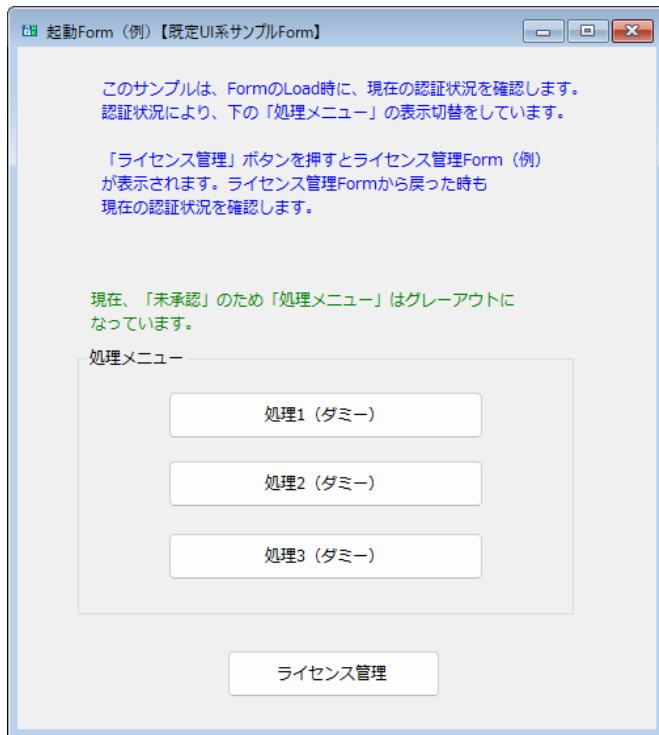 起動Form（例）【既定UI系サンプルForm】
このサンプルは、FormのLoad時に、現在の認証状況を確認します。
認証状況により、下の「処理メニュー」の表示切替をしています。
「ライセンス管理」ボタンを押すとライセンス管理Form（例）
が表示されます。ライセンス管理Formから戻った時も
現在の認証状況を確認します。
現在、「未承認」のため「処理メニュー」はグレーアウトに
なっています。
処理メニュー
処理1（ダミー）
処理2（ダミー）
処理3（ダミー）
ライセンス管理